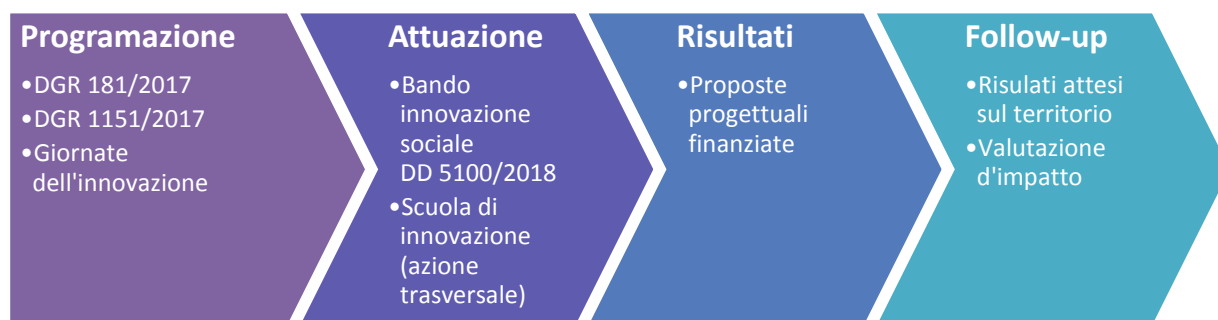 Programazione
•DGR 181/2017
•DGR 1151/2017
•Giornate
dell'innovazione
Attuazione
•Bando
innovazione
sociale
DD 5100/2018
•Scuola di
innovazione
(azione
trasversale)
Risultati
•Proposte
progettuali
finanziate
Follow-up
•Risulati attesi
sul territorio
•Valutazione
d'impatto